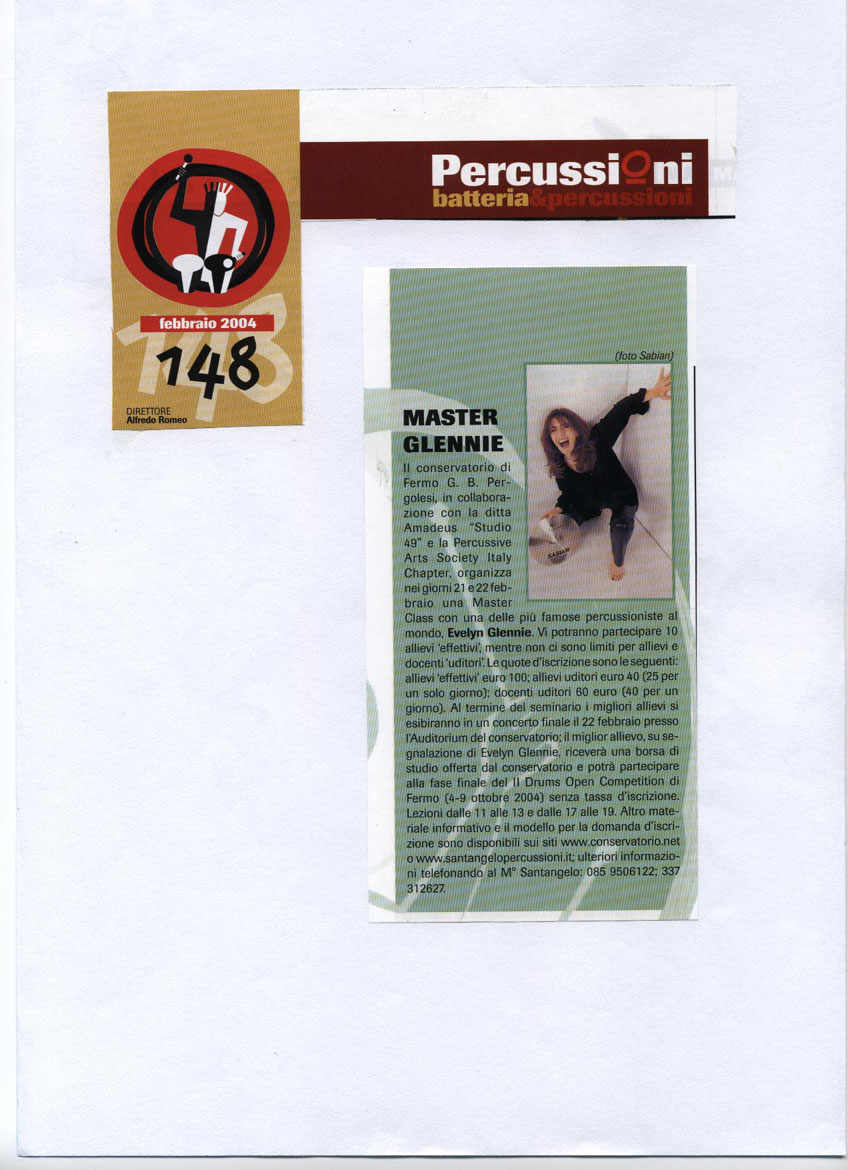 Percussioni
batteria&percussioni
febbraio 2004
148
148
DIRETTORE
Alfredo Romeo
(foto Sabian)
SABIAN
MASTER
GLENNIE
Il conservatorio di
Fermo G. B. Per-
golesi, in collabora-
zione con la ditta
Amadeus "Studio
49" e la Percussive
Arts Society Italy
Chapter, organizza
nei giorni 21 e 22 feb-
braio una Master
Class con una delle più famose percussioniste al
mondo, Evelyn Glennie. Vi potranno partecipare 10
allievi 'effettivi', mentre non ci sono limiti per allievi e
docenti 'uditori'. Le quote d'iscrizione sono le seguenti:
allievi 'effettivi' euro 100; allievi uditori euro 40 (25 per
un solo giorno); docenti uditori 60 euro (40 per un
giorno). Al termine del seminario i migliori allievi si
esibiranno in un concerto finale il 22 febbraio presso
l'Auditorium del conservatorio; il miglior allievo, su se-
gnalazione di Evelyn Glennie, riceverà una borsa di
studio offerta dal conservatorio e potrà partecipare
alla fase finale del II Drums Open Competition di
Fermo (4-9 ottobre 2004) senza tassa d'iscrizione.
Lezioni dalle 11 alle 13 e dalle 17 alle 19. Altro mate-
riale informativo e il modello per la domanda d'iscri-
zione sono disponibili sui siti www.conservatorio.net
o www.santangelopercussioni.it; ulteriori informazio-
ni telefonando al M° Santangelo: 085 9506122; 337
312627.